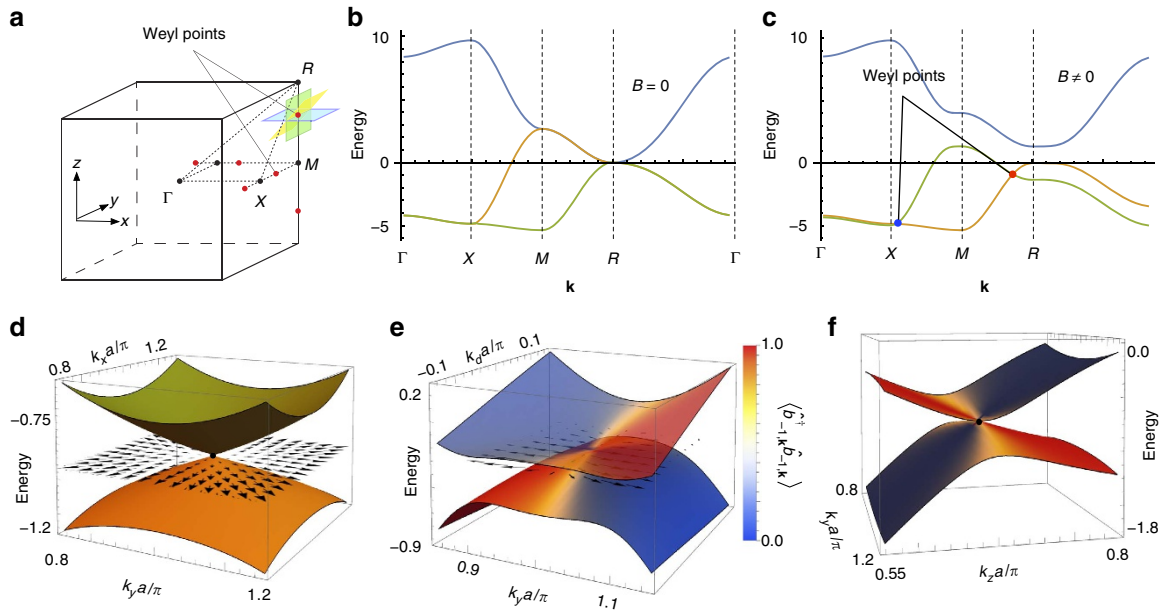 a
Weyl points
R
M
Γ
X
z
y
x
b
10
0
−5
Energy
B = 0
Γ
X
M
R
Γ
k
c
10
0
−5
Energy
Weyl points
B ≠ 0
Γ
X
M
R
Γ
k
d
0.8
kₓa/π
1.2
−0.75
Energy
−1.2
0.8
k_y a/π
1.2
e
−0.1
k_d a/π
0.1
0.2
Energy
−0.9
0.9
k_y a/π
1.1
1.0
0.0
⟨b̂†₋₁,𝐤 b̂₋₁,𝐤⟩
f
0.0
Energy
−1.8
0.8
k_y a/π
1.2
0.55
k_z a/π
0.8